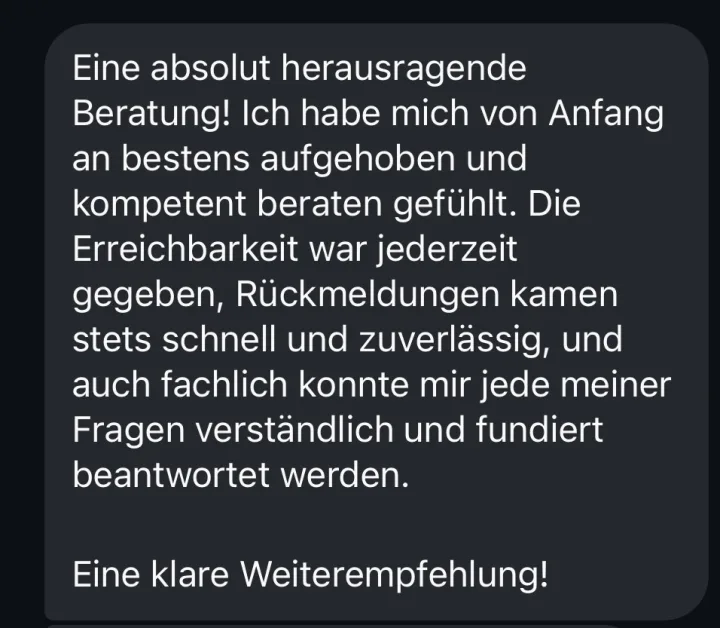 Eine absolut herausragende
Beratung! Ich habe mich von Anfang
an bestens aufgehoben und
kompetent beraten gefühlt. Die
Erreichbarkeit war jederzeit
gegeben, Rückmeldungen kamen
stets schnell und zuverlässig, und
auch fachlich konnte mir jede meiner
Fragen verständlich und fundiert
beantwortet werden.
Eine klare Weiterempfehlung!